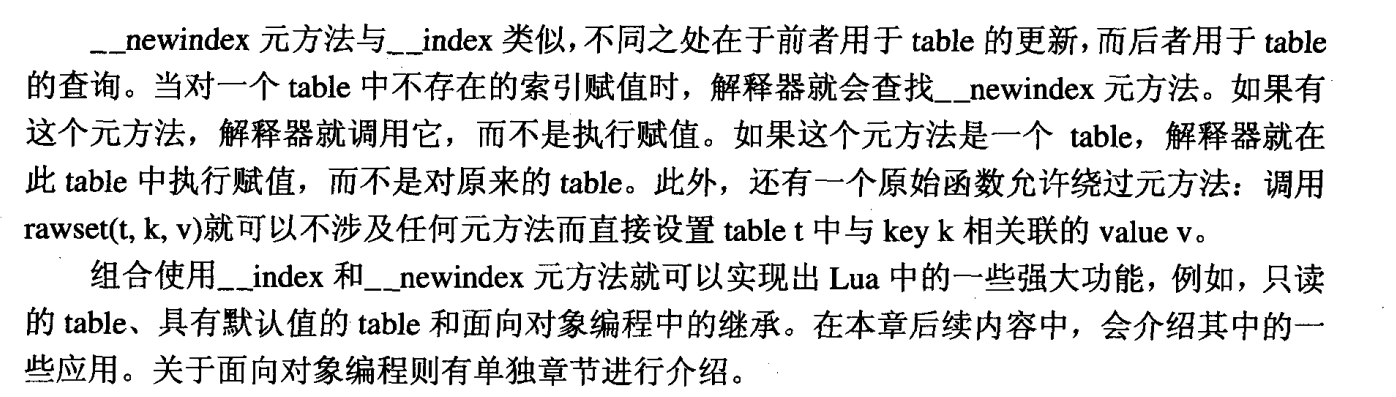 __newindex 元方法与__index 类似,不同之处在于前者用于 table 的更新,而后者用于 table
的查询。当对一个 table 中不存在的索引赋值时，解释器就会查找__newindex 元方法。如果有
这个元方法，解释器就调用它，而不是执行赋值。如果这个元方法是一个 table，解释器就在
此 table 中执行赋值，而不是对原来的 table。此外，还有一个原始函数允许绕过元方法：调用
rawset(t, k, v)就可以不涉及任何元方法而直接设置 table t 中与 key k 相关联的 value v。
组合使用__index 和__newindex 元方法就可以实现出 Lua 中的一些强大功能，例如，只读
的 table、具有默认值的 table 和面向对象编程中的继承。在本章后续内容中，会介绍其中的一
些应用。关于面向对象编程则有单独章节进行介绍。